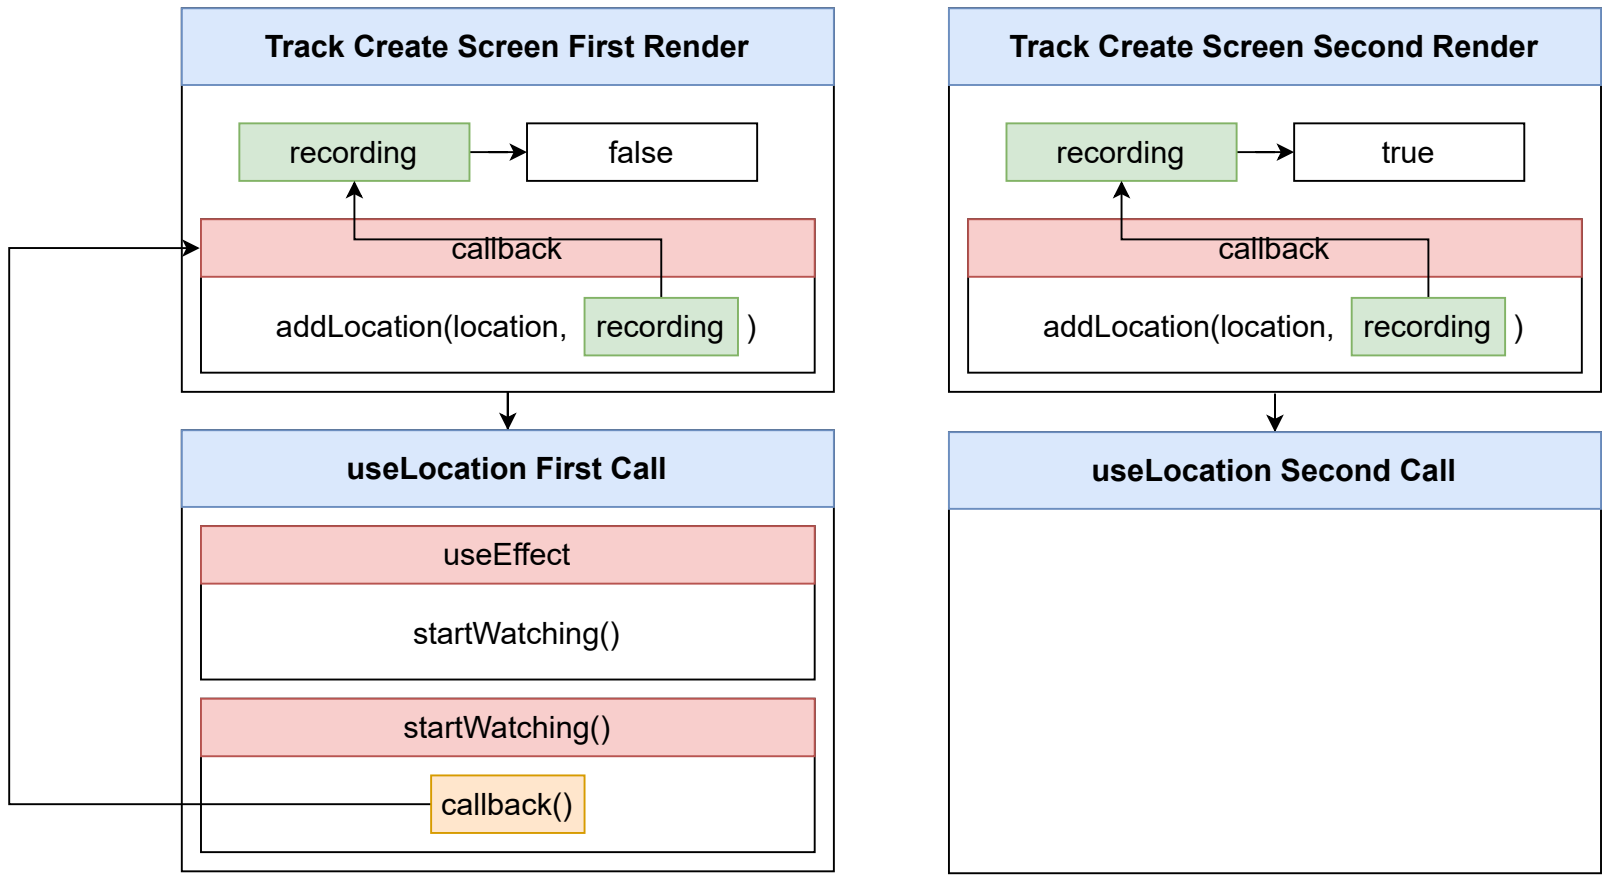 Track Create Screen First Render
recording
false
callback
addLocation(location, recording )
useLocation First Call
useEffect
startWatching()
startWatching()
callback()
Track Create Screen Second Render
recording
true
callback
addLocation(location, recording )
useLocation Second Call